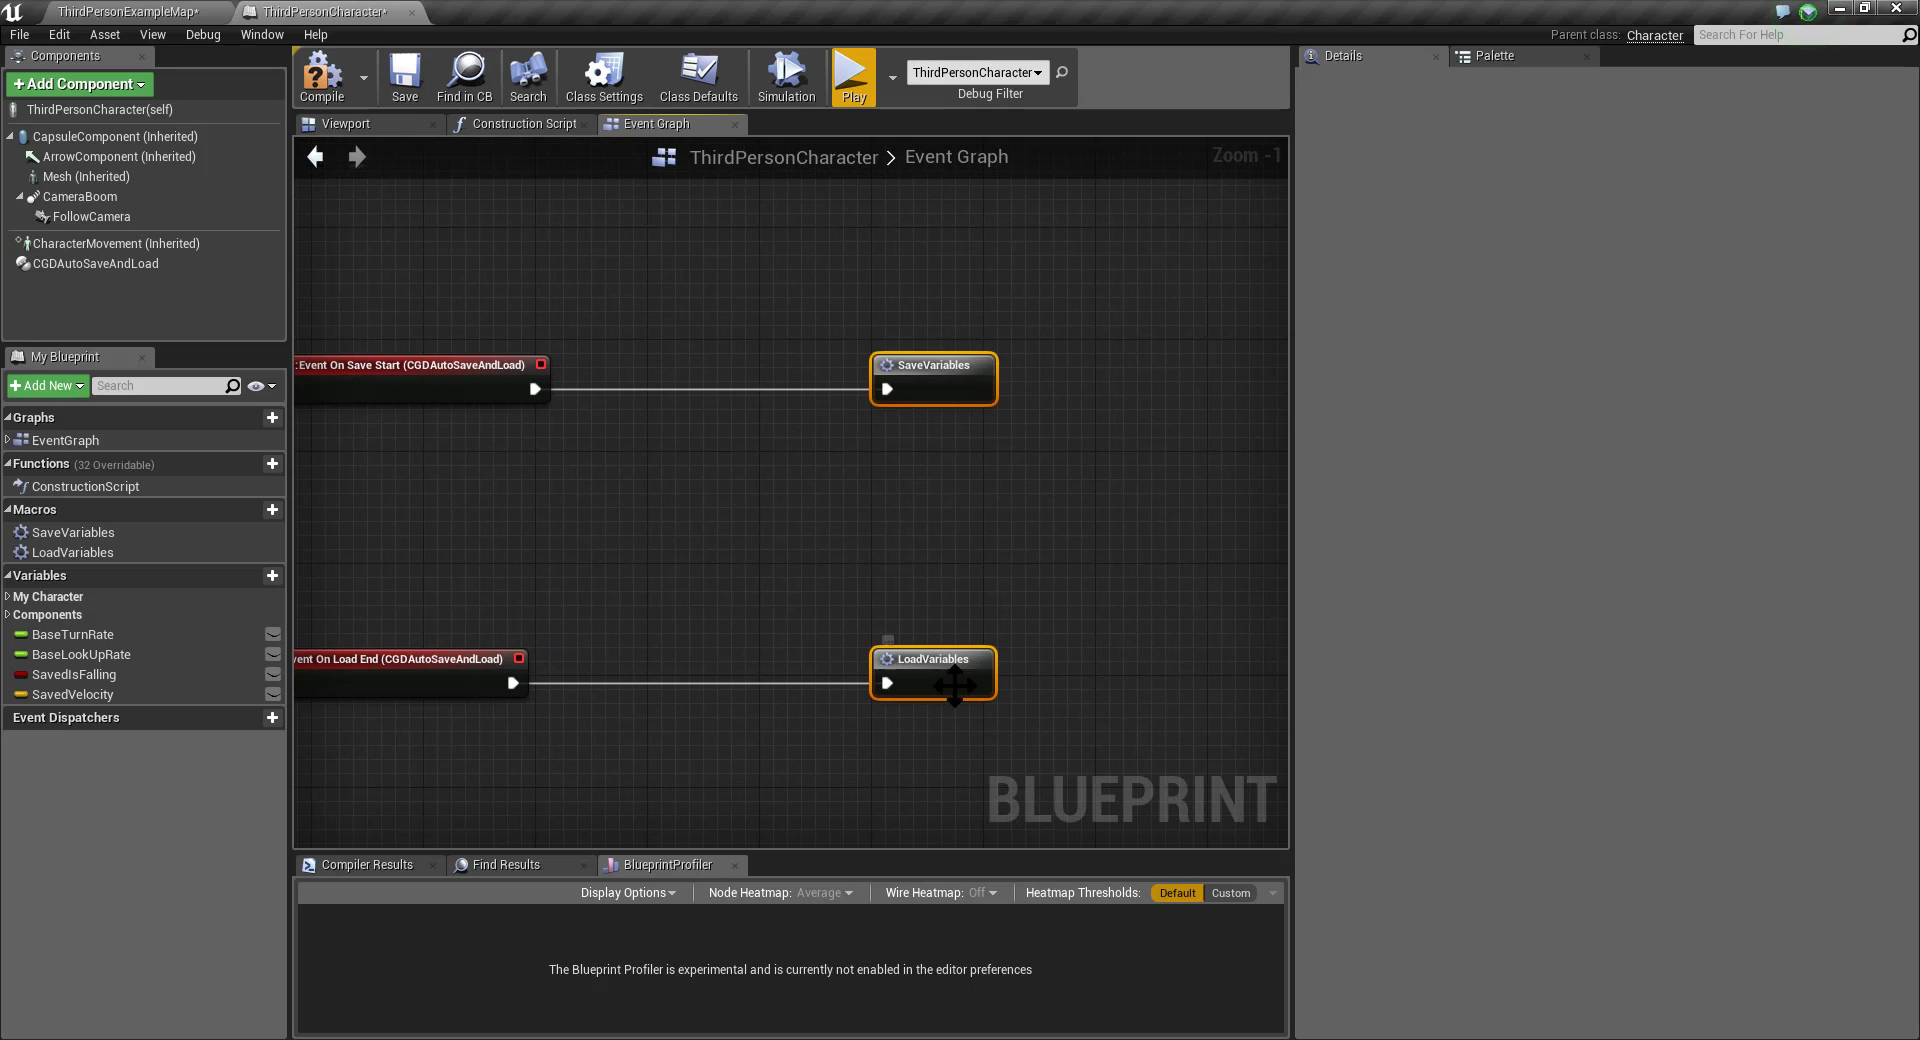 ThirdPersonExampleMap*
ThirdPersonCharacter*
File Edit Asset View Debug Window Help
Parent class: Character
Search For Help
Components
+Add Component
ThirdPersonCharacter(self)
CapsuleComponent (Inherited)
ArrowComponent (Inherited)
Mesh (Inherited)
CameraBoom
FollowCamera
CharacterMovement (Inherited)
CGDAutoSaveAndLoad
My Blueprint
+Add New
Search
Graphs
EventGraph
Functions (32 Overridable)
ConstructionScript
Macros
SaveVariables
LoadVariables
Variables
My Character
Components
BaseTurnRate
BaseLookUpRate
SavedIsFalling
SavedVelocity
Event Dispatchers
Compile Save Find in CB Search Class Settings Class Defaults Simulation Play
ThirdPersonCharacter
Debug Filter
Viewport Construction Script Event Graph
ThirdPersonCharacter > Event Graph
Zoom -1
:Event On Save Start (CGDAutoSaveAndLoad)
SaveVariables
vent On Load End (CGDAutoSaveAndLoad)
LoadVariables
BLUEPRINT
Compiler Results Find Results BlueprintProfiler
Display Options Node Heatmap: Average Wire Heatmap: Off Heatmap Thresholds: Default Custom
The Blueprint Profiler is experimental and is currently not enabled in the editor preferences
Details Palette